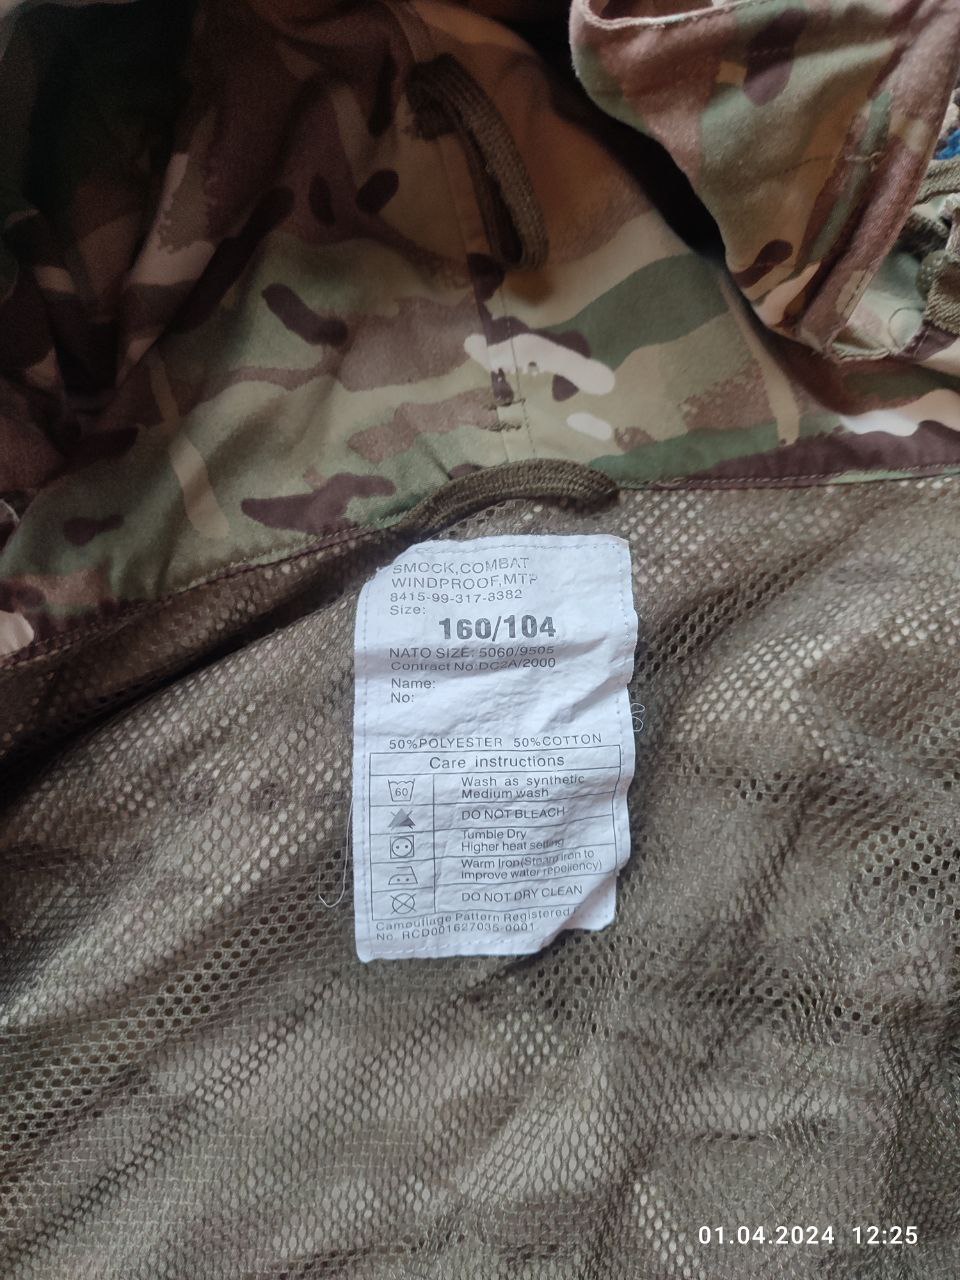 SMOCK,COMBAT
WINDPROOF,MTP
8415-99-317-3382
Size:
160/104
NATO SIZE: 5060/9505
Contract No:DC2A/2000
Name:
No:
50%POLYESTER 50%COTTON
Care instructions
60
Wash as synthetic
Medium wash
DO NOT BLEACH
Tumble Dry
Higher heat setting
Warm Iron(Steam iron to
improve water repellency)
DO NOT DRY CLEAN
Camouflage Pattern Registered
No. RCD001627035-0001
01.04.2024 12:25